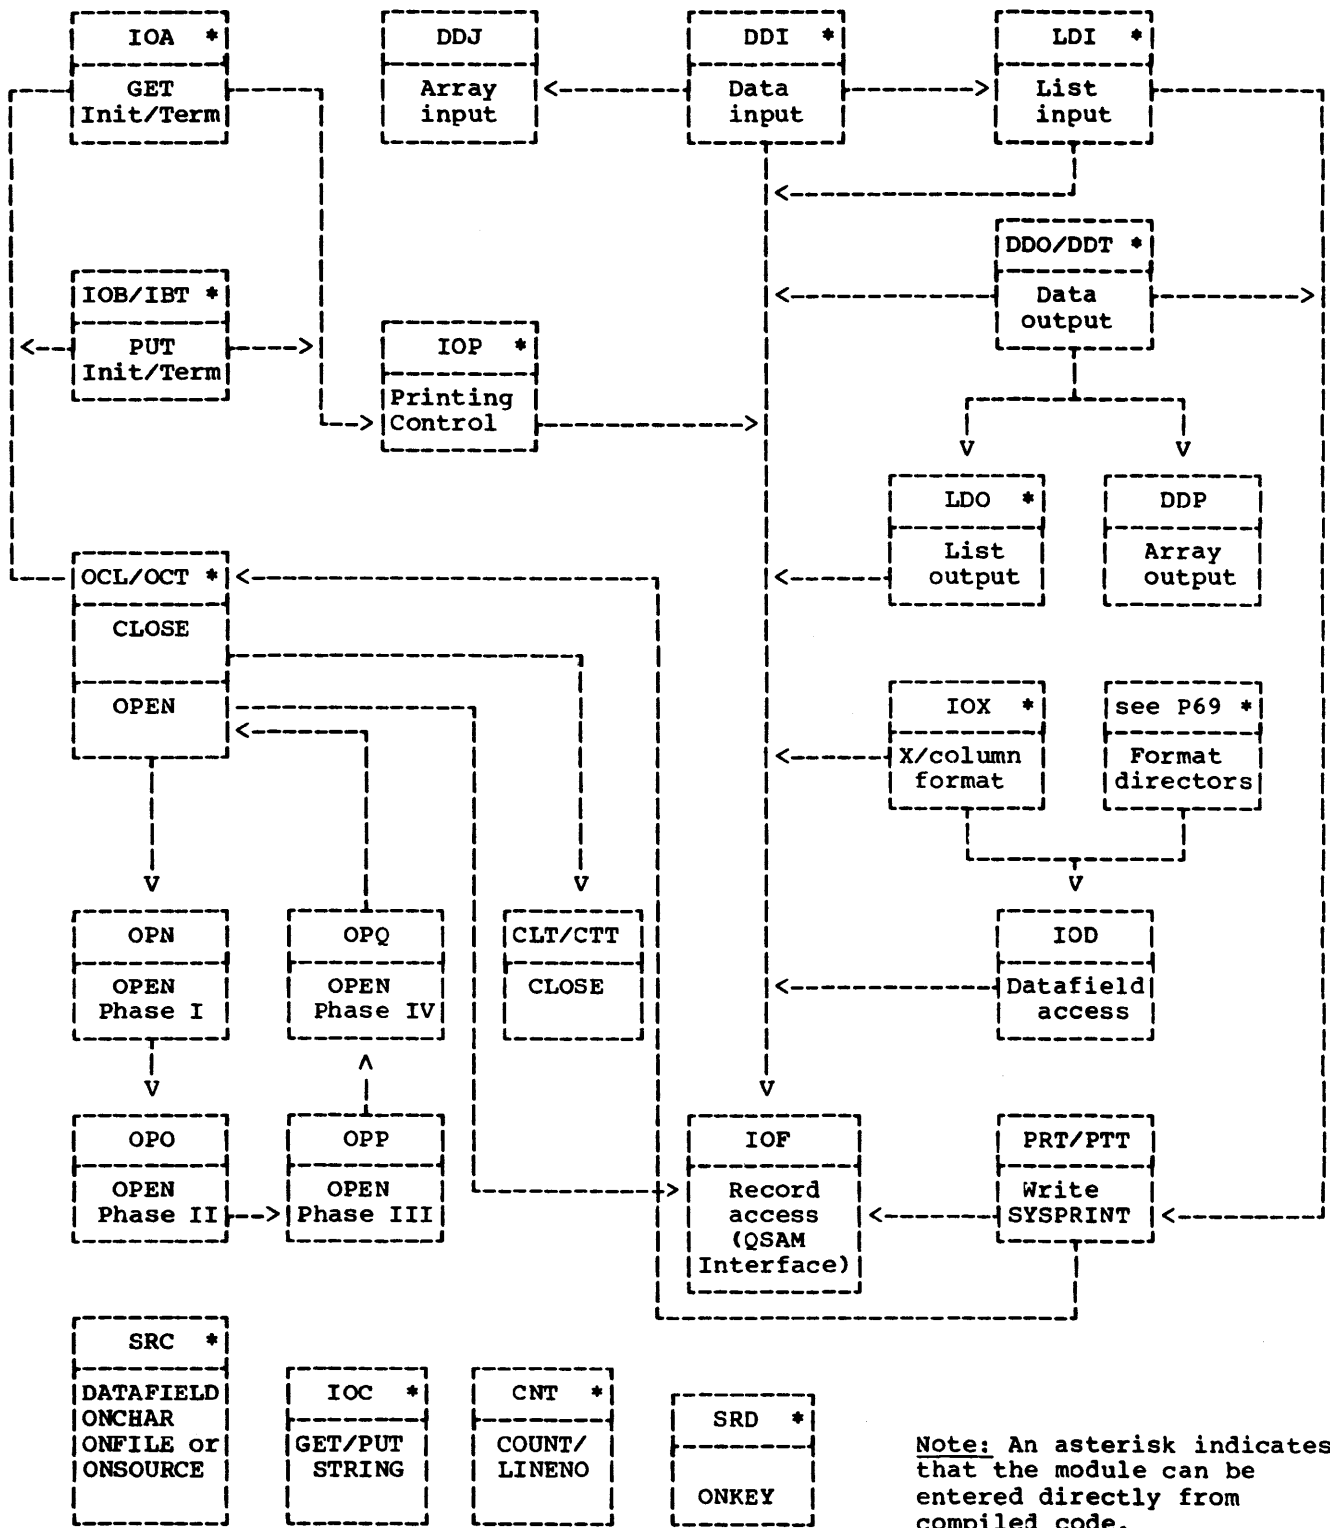 IOA *
GET
Init/Term
DDJ
Array
input
DDI *
Data
input
LDI *
List
input
DDO/DDT *
Data
output
IOB/IBT *
PUT
Init/Term
IOP *
Printing
Control
LDO *
List
output
DDP
Array
output
OCL/OCT *
CLOSE
OPEN
IOX *
X/column
format
see P69 *
Format
directors
OPN
OPEN
Phase I
OPQ
OPEN
Phase IV
CLT/CTT
CLOSE
IOD
Datafield
access
OPO
OPEN
Phase II
OPP
OPEN
Phase III
IOF
Record
access
(QSAM
Interface)
PRT/PTT
Write
SYSPRINT
SRC *
DATAFIELD
ONCHAR
ONFILE or
ONSOURCE
IOC *
GET/PUT
STRING
CNT *
COUNT/
LINENO
SRD *
ONKEY
Note: An asterisk indicates
that the module can be
entered directly from
compiled code.